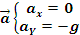 a⃗ { aₓ = 0
a_Y = −g